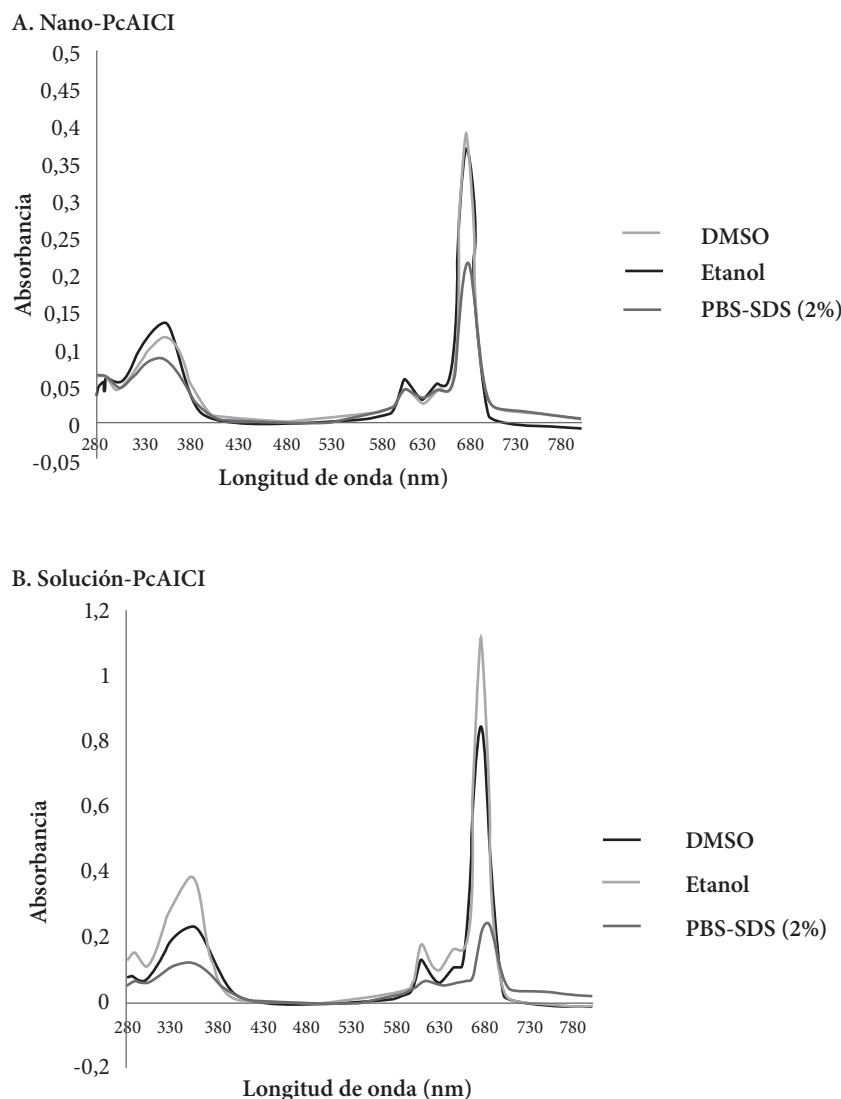 A. Nano-PcAICI
0,5
0,45
0,4
0,35
0,3
0,25
0,2
0,15
0,1
0,05
0
-0,05
Absorbancia
280 330 380 430 480 530 580 630 680 730 780
Longitud de onda (nm)
DMSO
Etanol
PBS-SDS (2%)
B. Solución-PcAICI
1,2
1
0,8
0,6
0,4
0,2
0
-0,2
Absorbancia
280 330 380 430 480 530 580 630 680 730 780
Longitud de onda (nm)
DMSO
Etanol
PBS-SDS (2%)